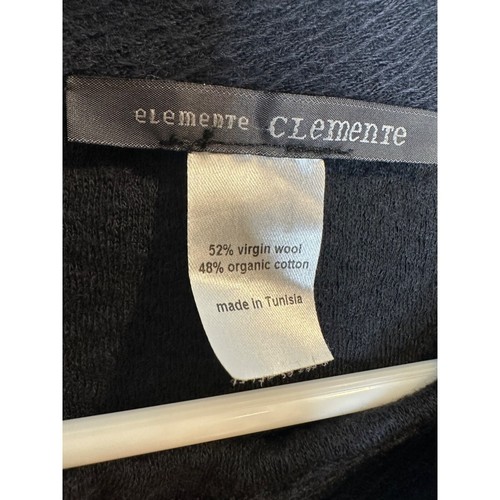 eLemenTe CLemenTe
52% virgin wool
48% organic cotton
made in Tunisia